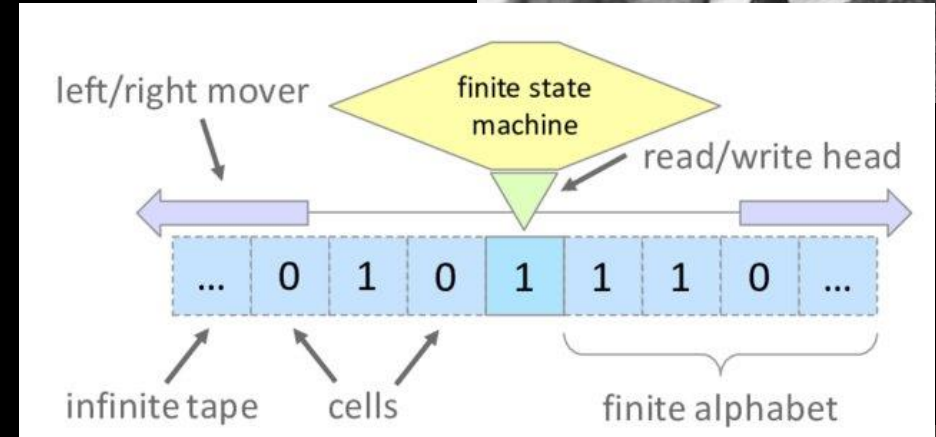 finite state
machine
left/right mover
read/write head
... 0 1 0 1 1 1 0 ...
infinite tape
cells
finite alphabet